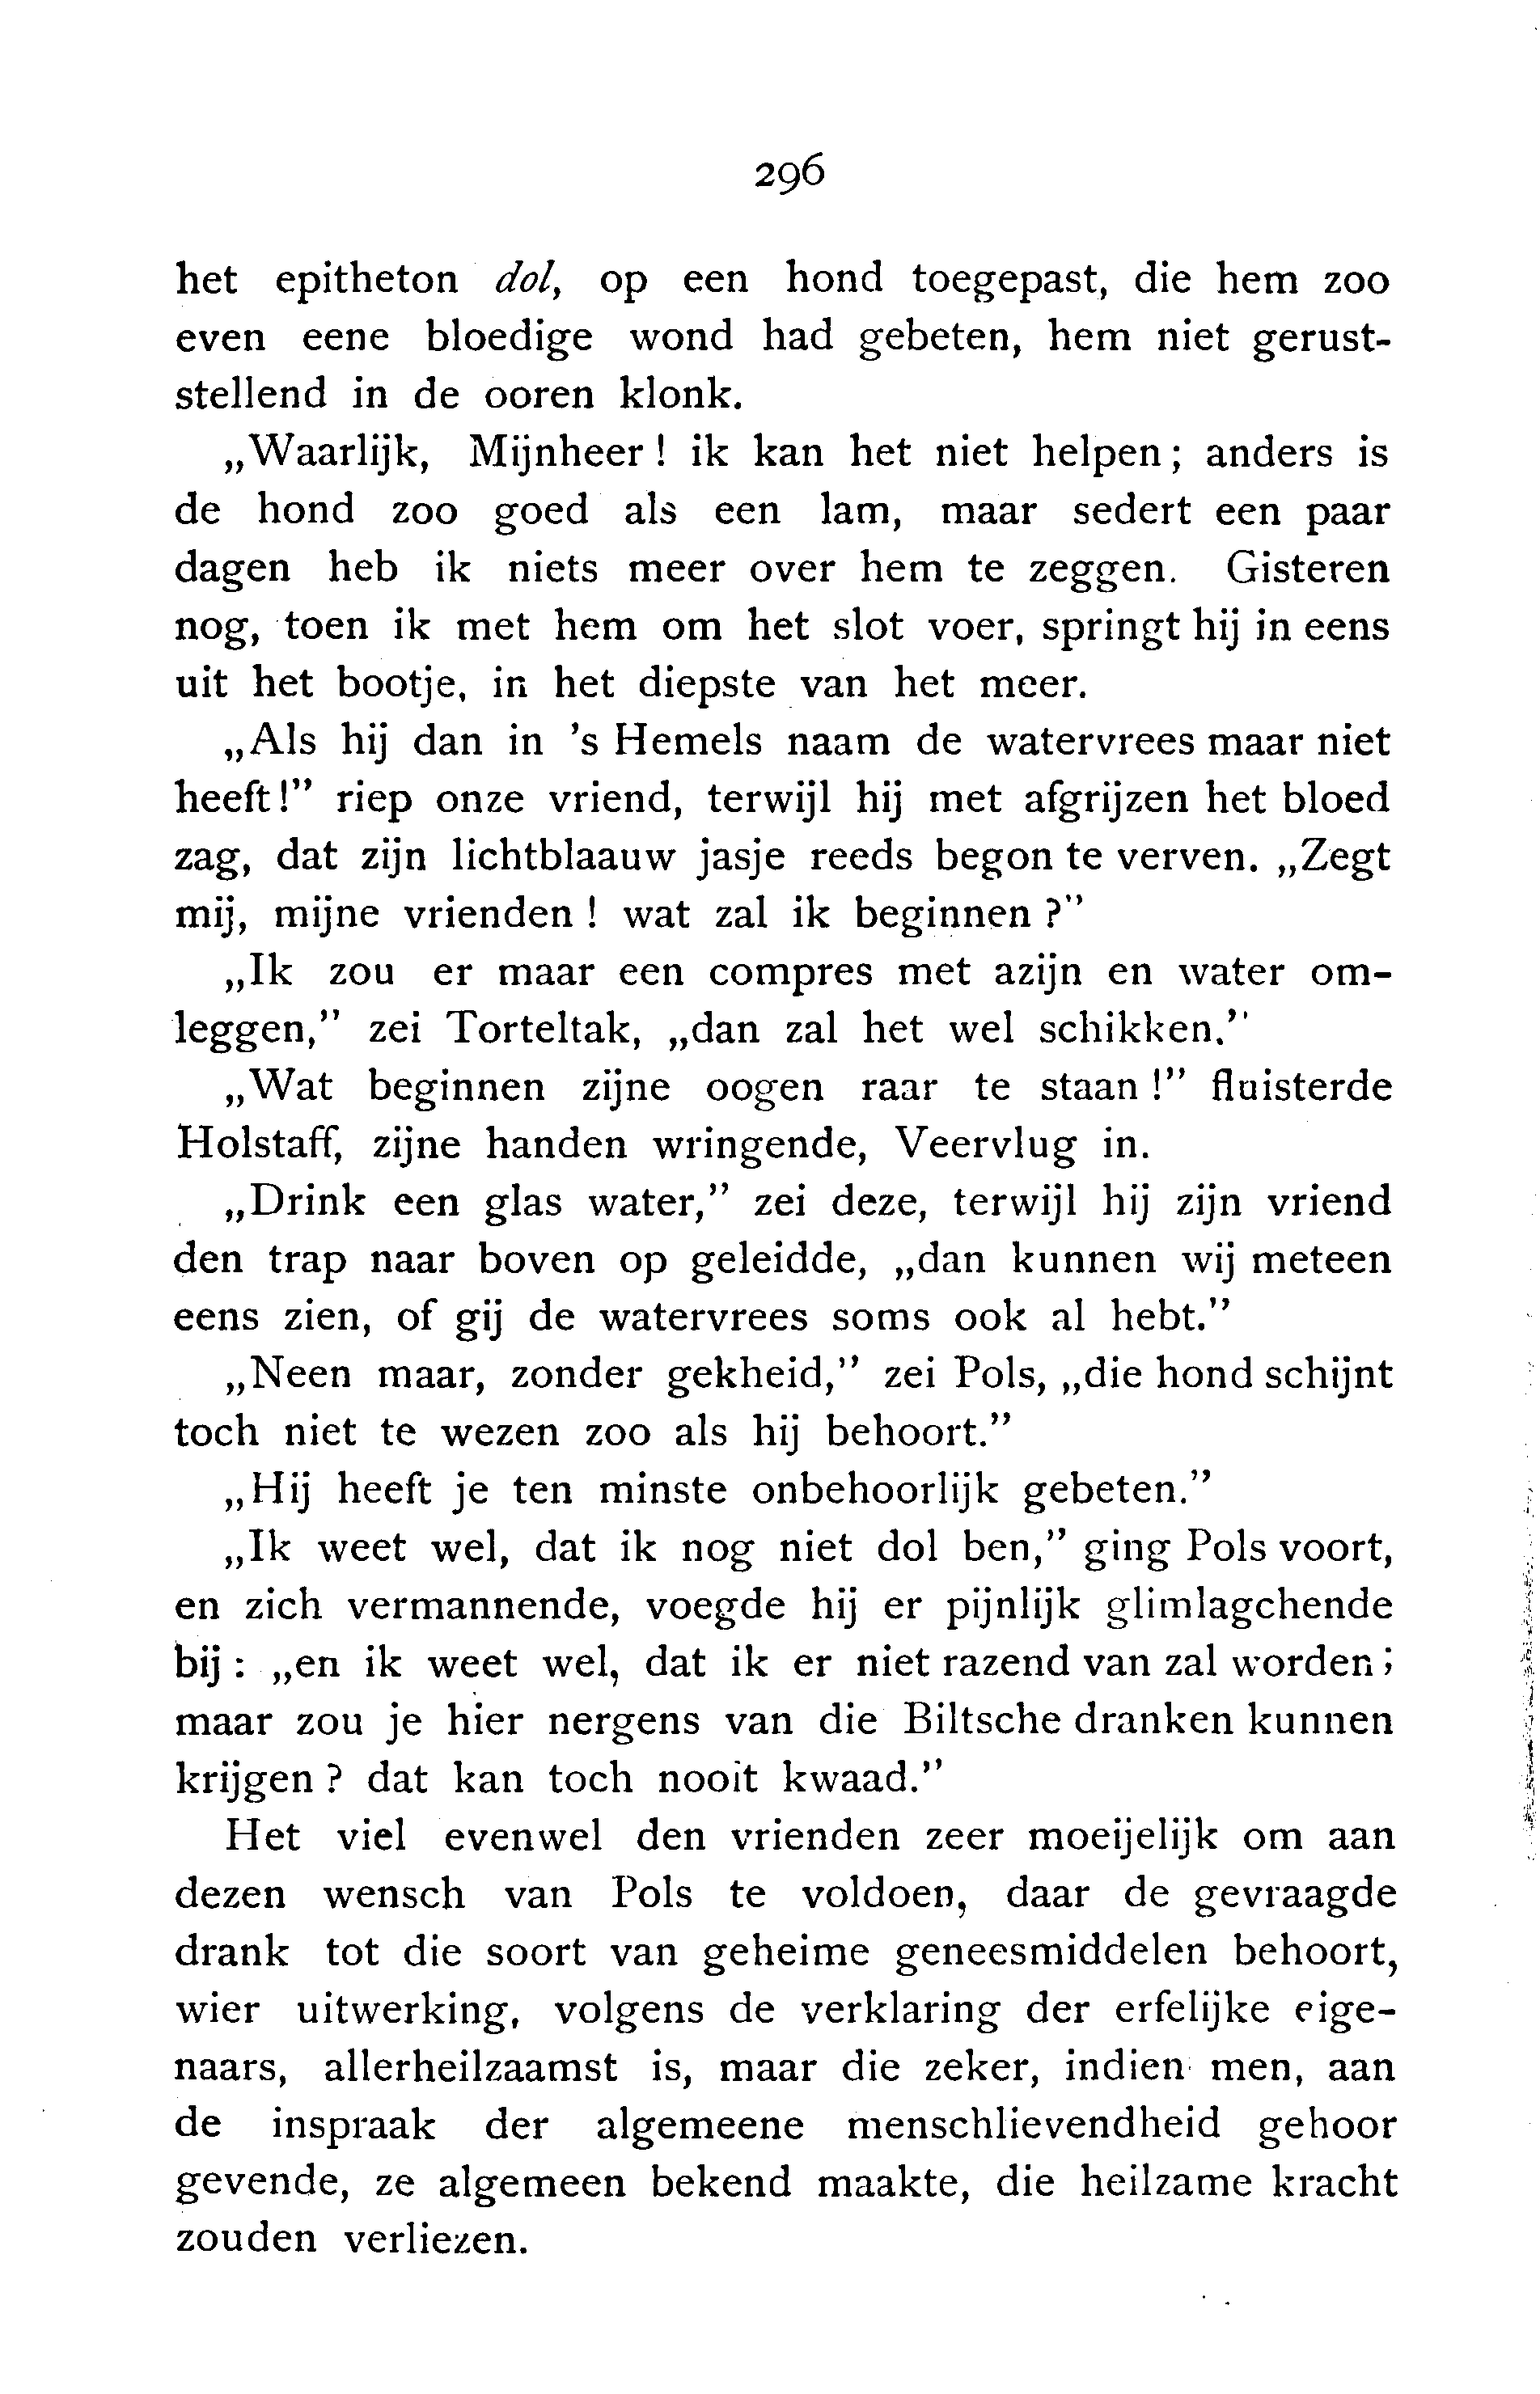 296
het epitheton dol, op een hond toegepast, die hem zoo
even eene bloedige wond had gebeten, hem niet gerust-
stellend in de ooren klonk.
„Waarlijk, Mijnheer! ik kan het niet helpen; anders is
de hond zoo goed als een lam, maar sedert een paar
dagen heb ik niets meer over hem te zeggen. Gisteren
nog, toen ik met hem om het slot voer, springt hij in eens
uit het bootje, in het diepste van het meer.
„Als hij dan in 's Hemels naam de watervrees maar niet
heeft!” riep onze vriend, terwijl hij met afgrijzen het bloed
zag, dat zijn lichtblaauw jasje reeds begon te verven. „Zegt
mij, mijne vrienden! wat zal ik beginnen?”
„Ik zou er maar een compres met azijn en water om-
leggen,” zei Torteltak, „dan zal het wel schikken.”
„Wat beginnen zijne oogen raar te staan!” fluisterde
Holstaff, zijne handen wringende, Veervlug in.
„Drink een glas water,” zei deze, terwijl hij zijn vriend
den trap naar boven op geleidde, „dan kunnen wij meteen
eens zien, of gij de watervrees soms ook al hebt.”
„Neen maar, zonder gekheid,” zei Pols, „die hond schijnt
toch niet te wezen zoo als hij behoort.”
„Hij heeft je ten minste onbehoorlijk gebeten.”
„Ik weet wel, dat ik nog niet dol ben,” ging Pols voort,
en zich vermannende, voegde hij er pijnlijk glimlagchende
bij: „en ik weet wel, dat ik er niet razend van zal worden;
maar zou je hier nergens van die Biltsche dranken kunnen
krijgen? dat kan toch nooit kwaad.”
Het viel evenwel den vrienden zeer moeijelijk om aan
dezen wensch van Pols te voldoen, daar de gevraagde
drank tot die soort van geheime geneesmiddelen behoort,
wier uitwerking, volgens de verklaring der erfelijke eige-
naars, allerheilzaamst is, maar die zeker, indien men, aan
de inspraak der algemeene menschlievendheid gehoor
gevende, ze algemeen bekend maakte, die heilzame kracht
zouden verliezen.